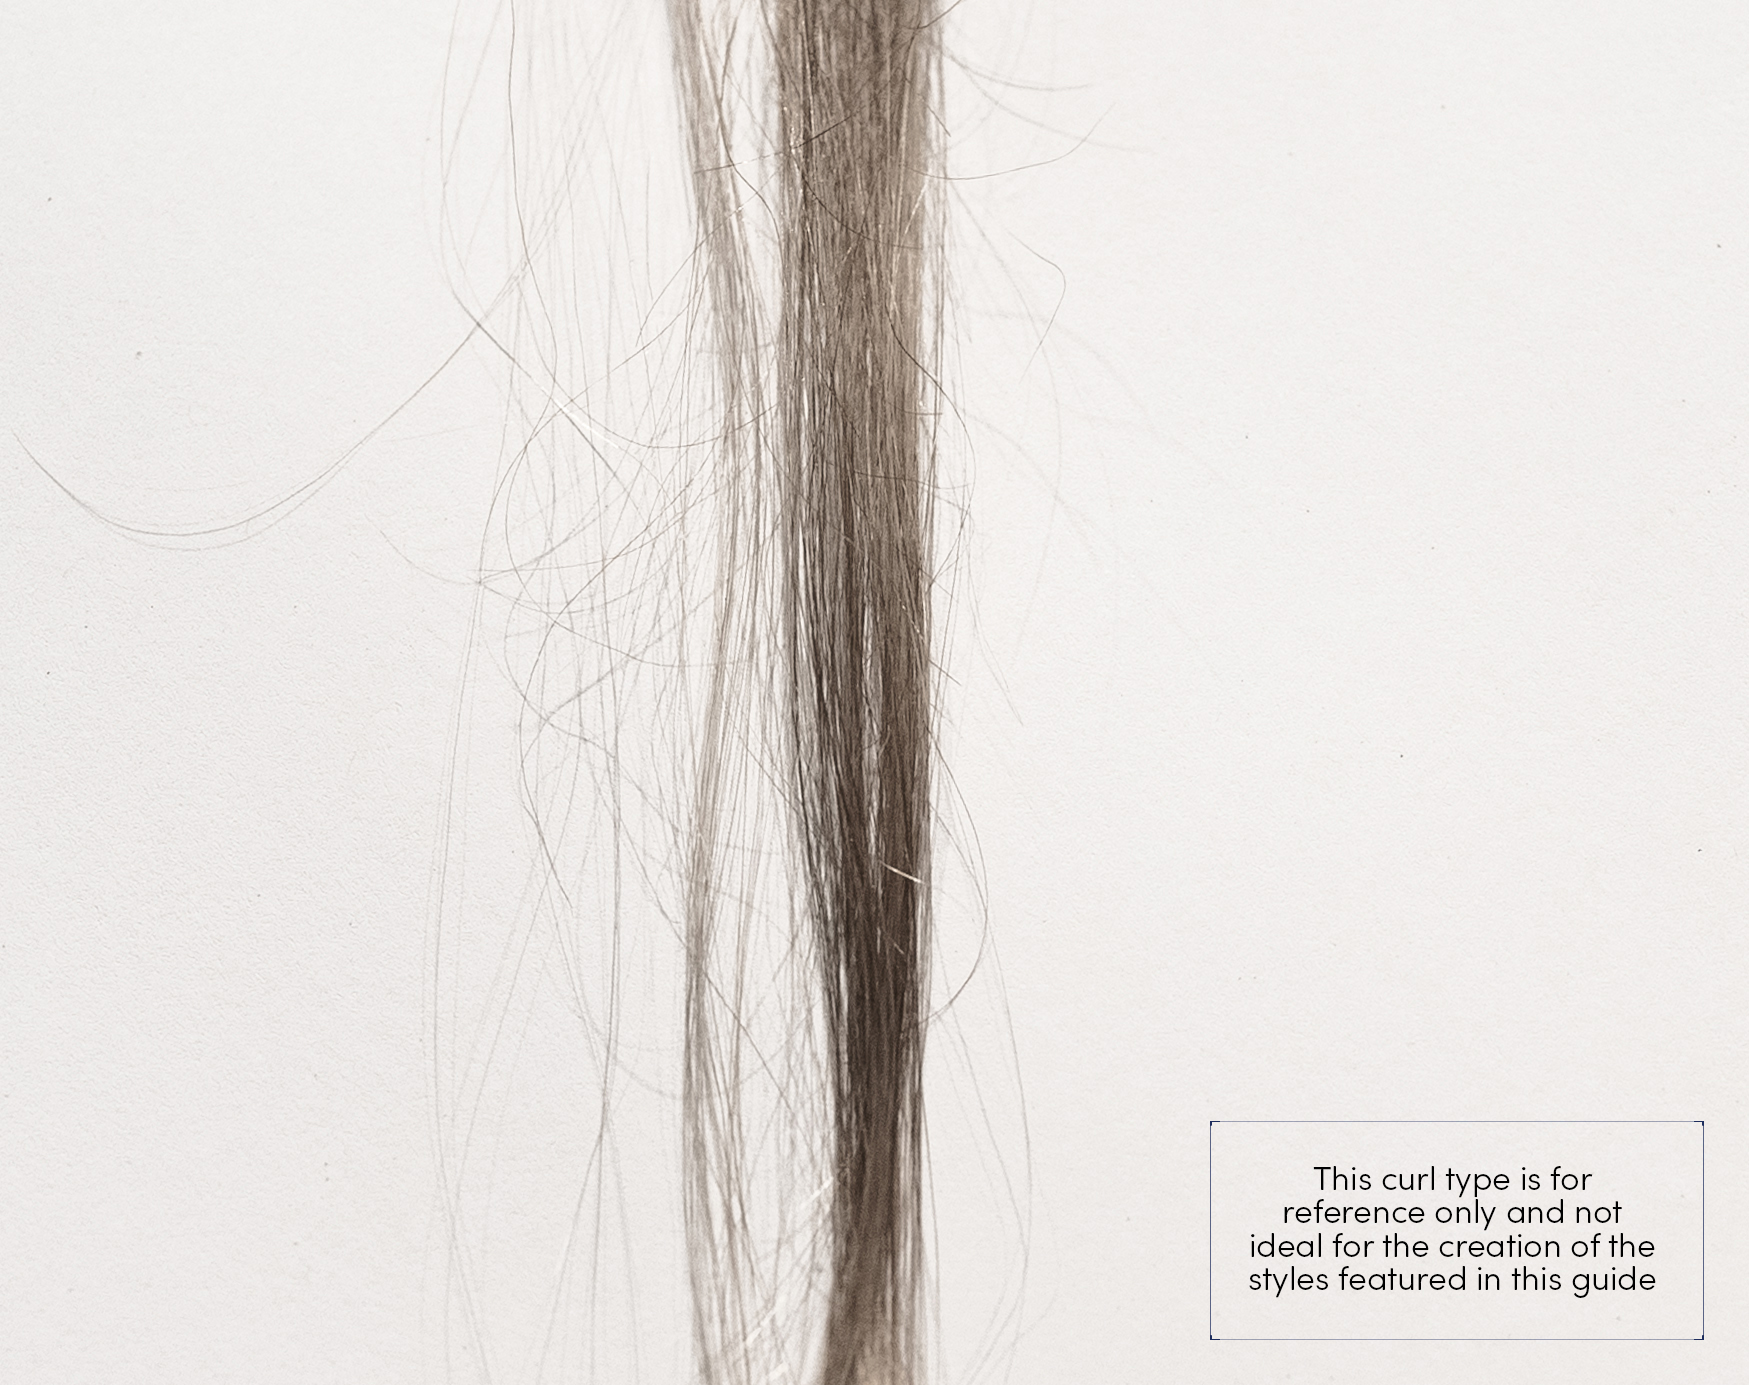 This curl type is for
reference only and not
ideal for the creation of the
styles featured in this guide